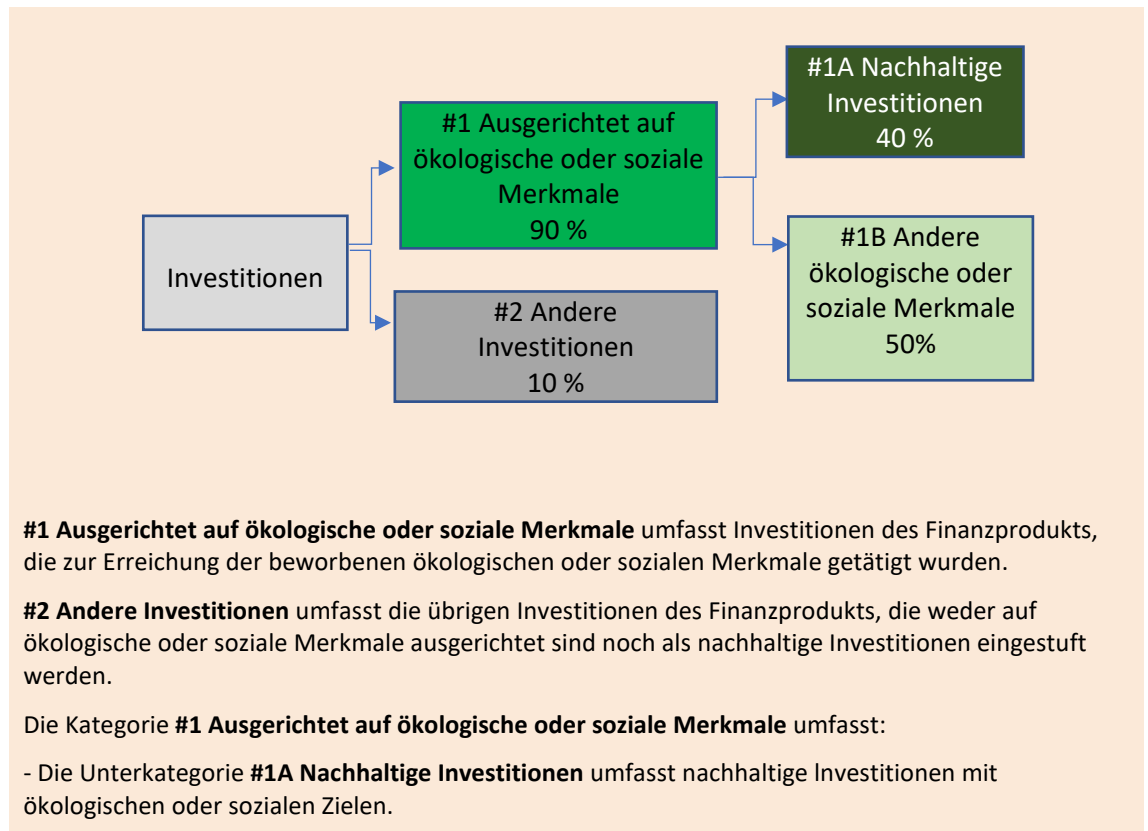 #1A Nachhaltige
Investitionen
40 %
#1 Ausgerichtet auf
ökologische oder soziale
Merkmale
90 %
#1B Andere
ökologische oder
soziale Merkmale
50%
Investitionen
#2 Andere
Investitionen
10 %
#1 Ausgerichtet auf ökologische oder soziale Merkmale umfasst Investitionen des Finanzprodukts,
die zur Erreichung der beworbenen ökologischen oder sozialen Merkmale getätigt wurden.
#2 Andere Investitionen umfasst die übrigen Investitionen des Finanzprodukts, die weder auf
ökologische oder soziale Merkmale ausgerichtet sind noch als nachhaltige Investitionen eingestuft
werden.
Die Kategorie #1 Ausgerichtet auf ökologische oder soziale Merkmale umfasst:
- Die Unterkategorie #1A Nachhaltige Investitionen umfasst nachhaltige lnvestitionen mit
ökologischen oder sozialen Zielen.